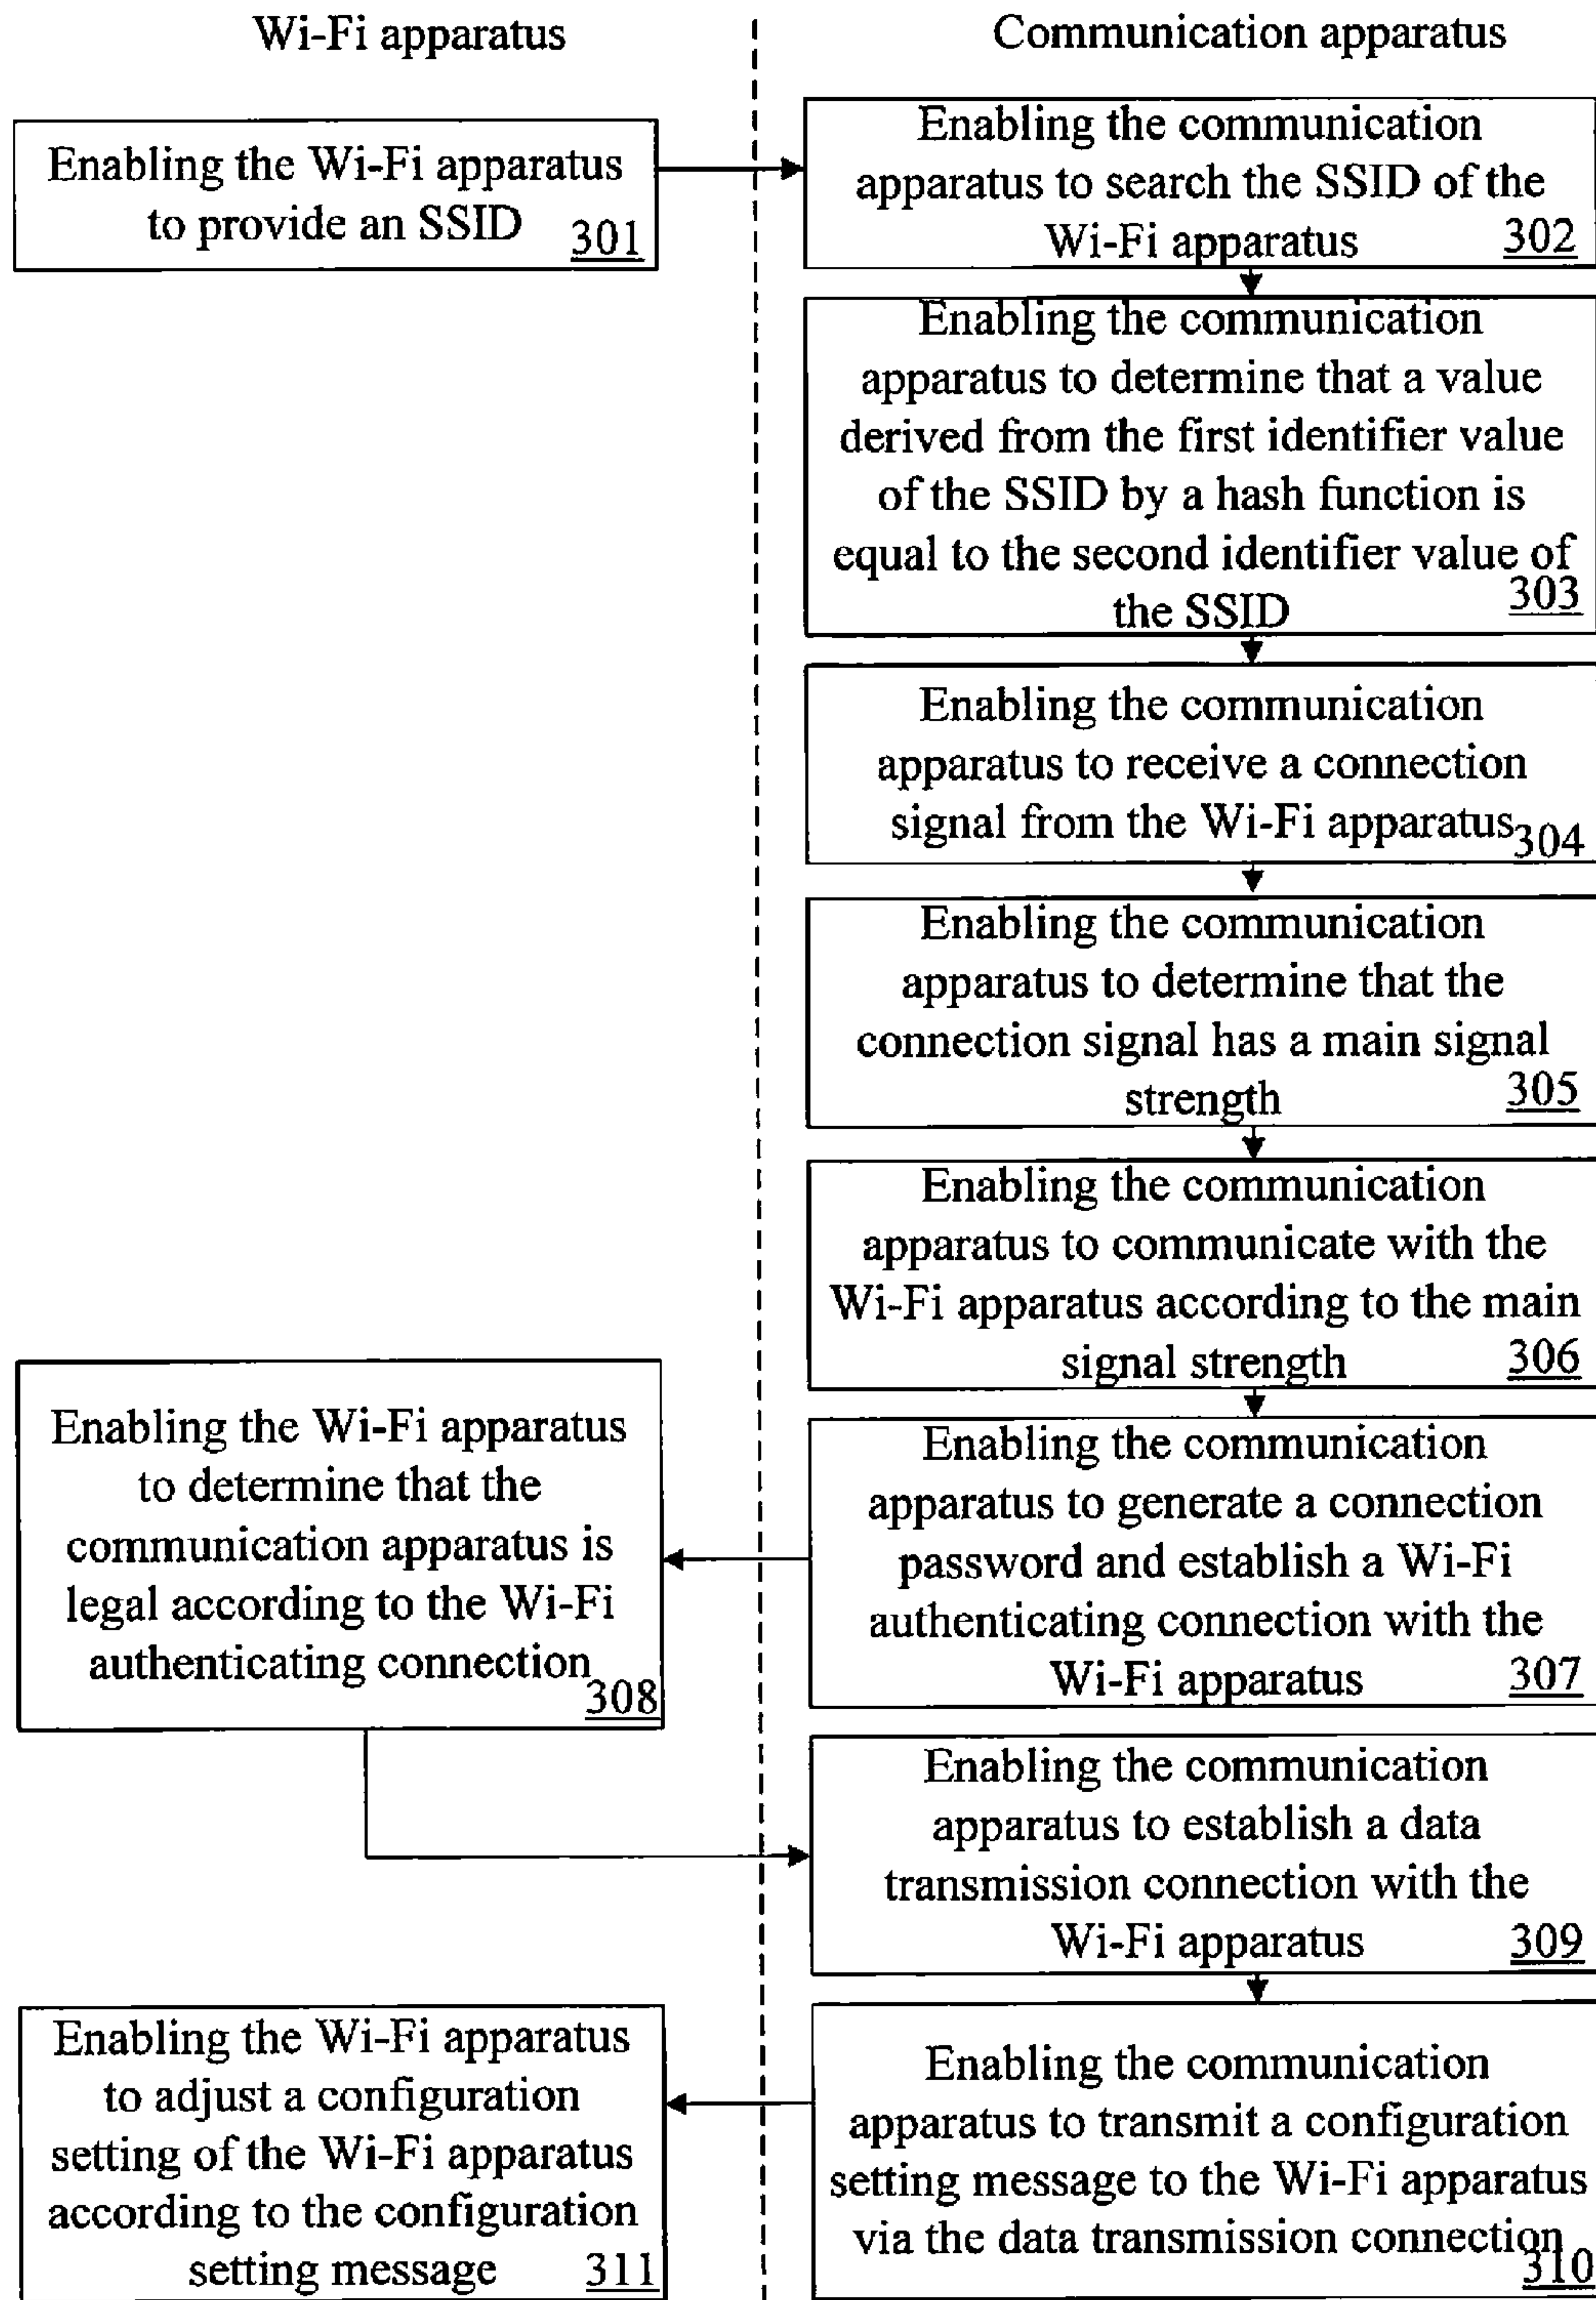 Wi-Fi apparatus
Communication apparatus
Enabling the Wi-Fi apparatus
to provide an SSID
301
Enabling the communication
apparatus to search the SSID of the
Wi-Fi apparatus
302
Enabling the communication
apparatus to determine that a value
derived from the first identifier value
of the SSID by a hash function is
equal to the second identifier value of
the SSID
303
Enabling the communication
apparatus to receive a connection
signal from the Wi-Fi apparatus
304
Enabling the communication
apparatus to determine that the
connection signal has a main signal
strength
305
Enabling the communication
apparatus to communicate with the
Wi-Fi apparatus according to the main
signal strength
306
Enabling the communication
apparatus to generate a connection
password and establish a Wi-Fi
authenticating connection with the
Wi-Fi apparatus
307
Enabling the Wi-Fi apparatus
to determine that the
communication apparatus is
legal according to the Wi-Fi
authenticating connection
308
Enabling the communication
apparatus to establish a data
transmission connection with the
Wi-Fi apparatus
309
Enabling the communication
apparatus to transmit a configuration
setting message to the Wi-Fi apparatus
via the data transmission connection
310
Enabling the Wi-Fi apparatus
to adjust a configuration
setting of the Wi-Fi apparatus
according to the configuration
setting message
311